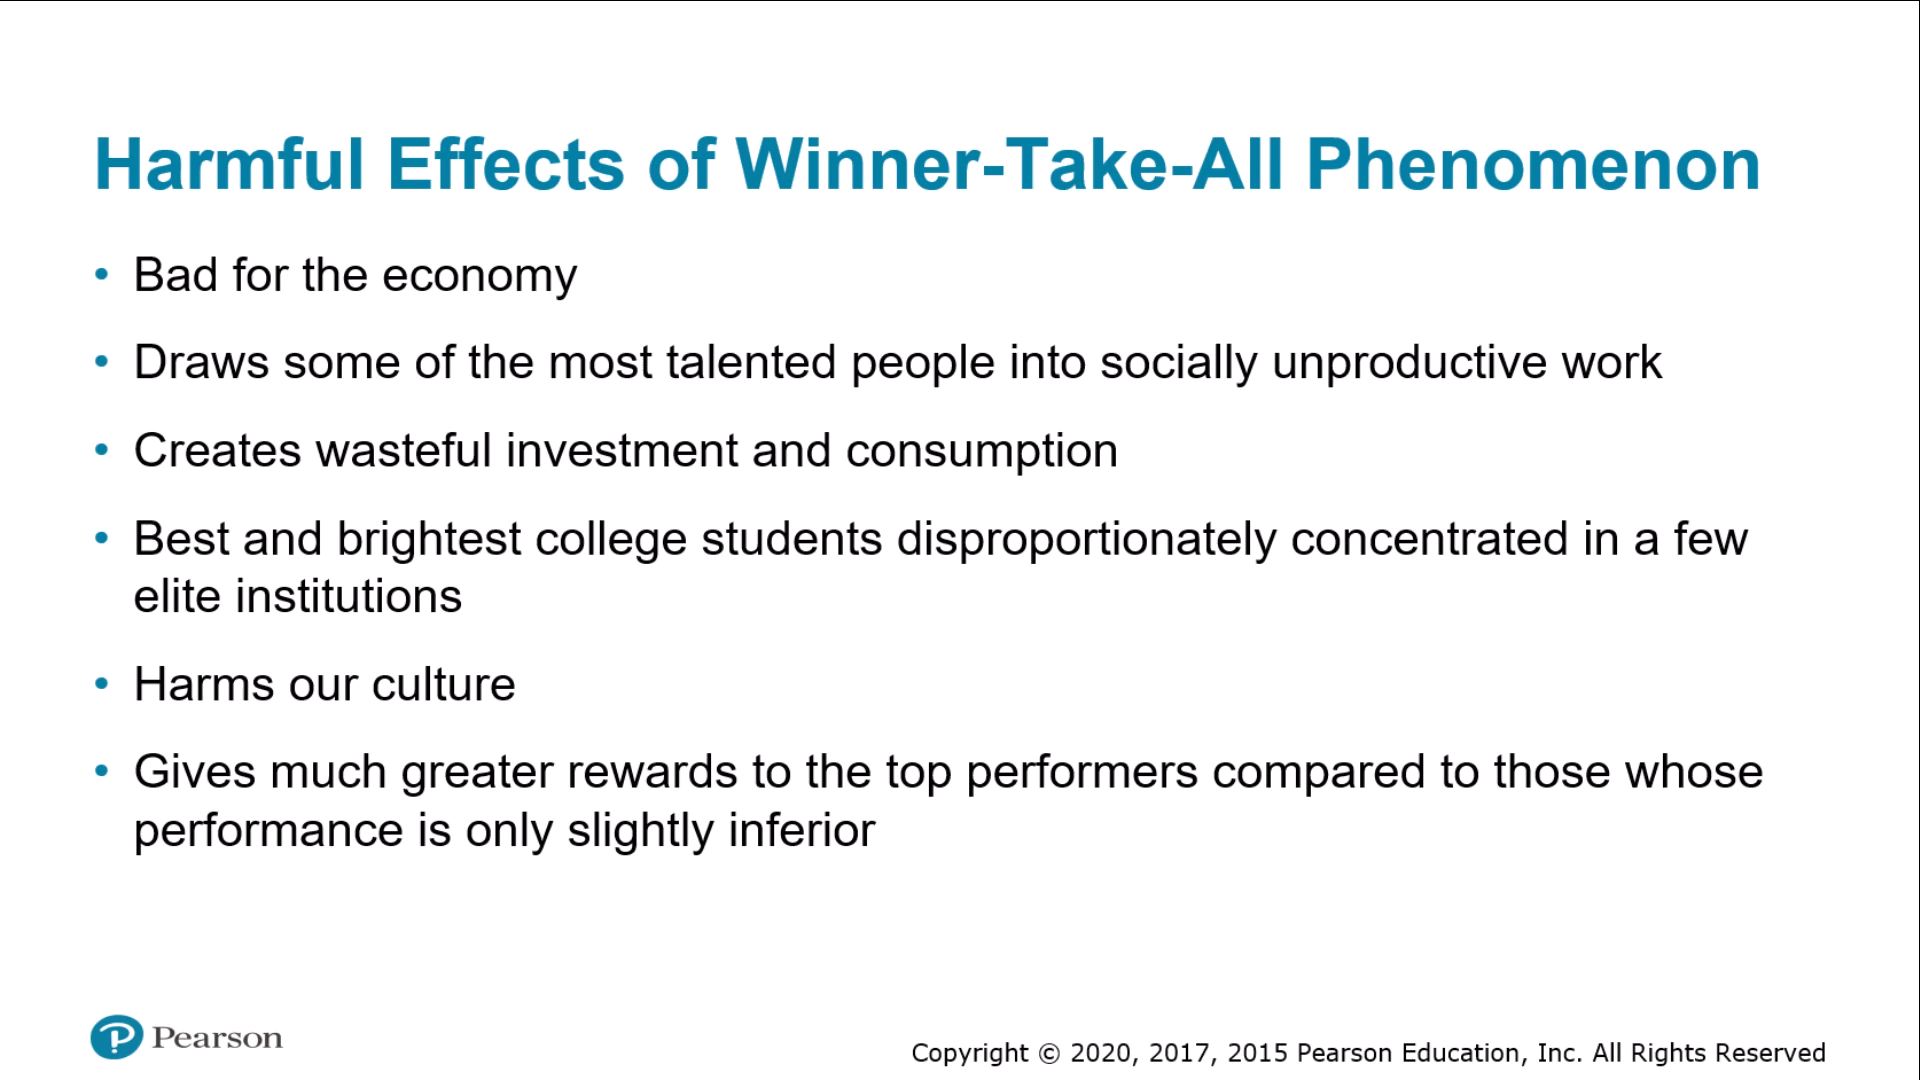 Harmful Effects of Winner-Take-All Phenomenon
• Bad for the economy
• Draws some of the most talented people into socially unproductive work
• Creates wasteful investment and consumption
• Best and brightest college students disproportionately concentrated in a few
elite institutions
• Harms our culture
• Gives much greater rewards to the top performers compared to those whose
performance is only slightly inferior
P Pearson
Copyright © 2020, 2017, 2015 Pearson Education, Inc. All Rights Reserved